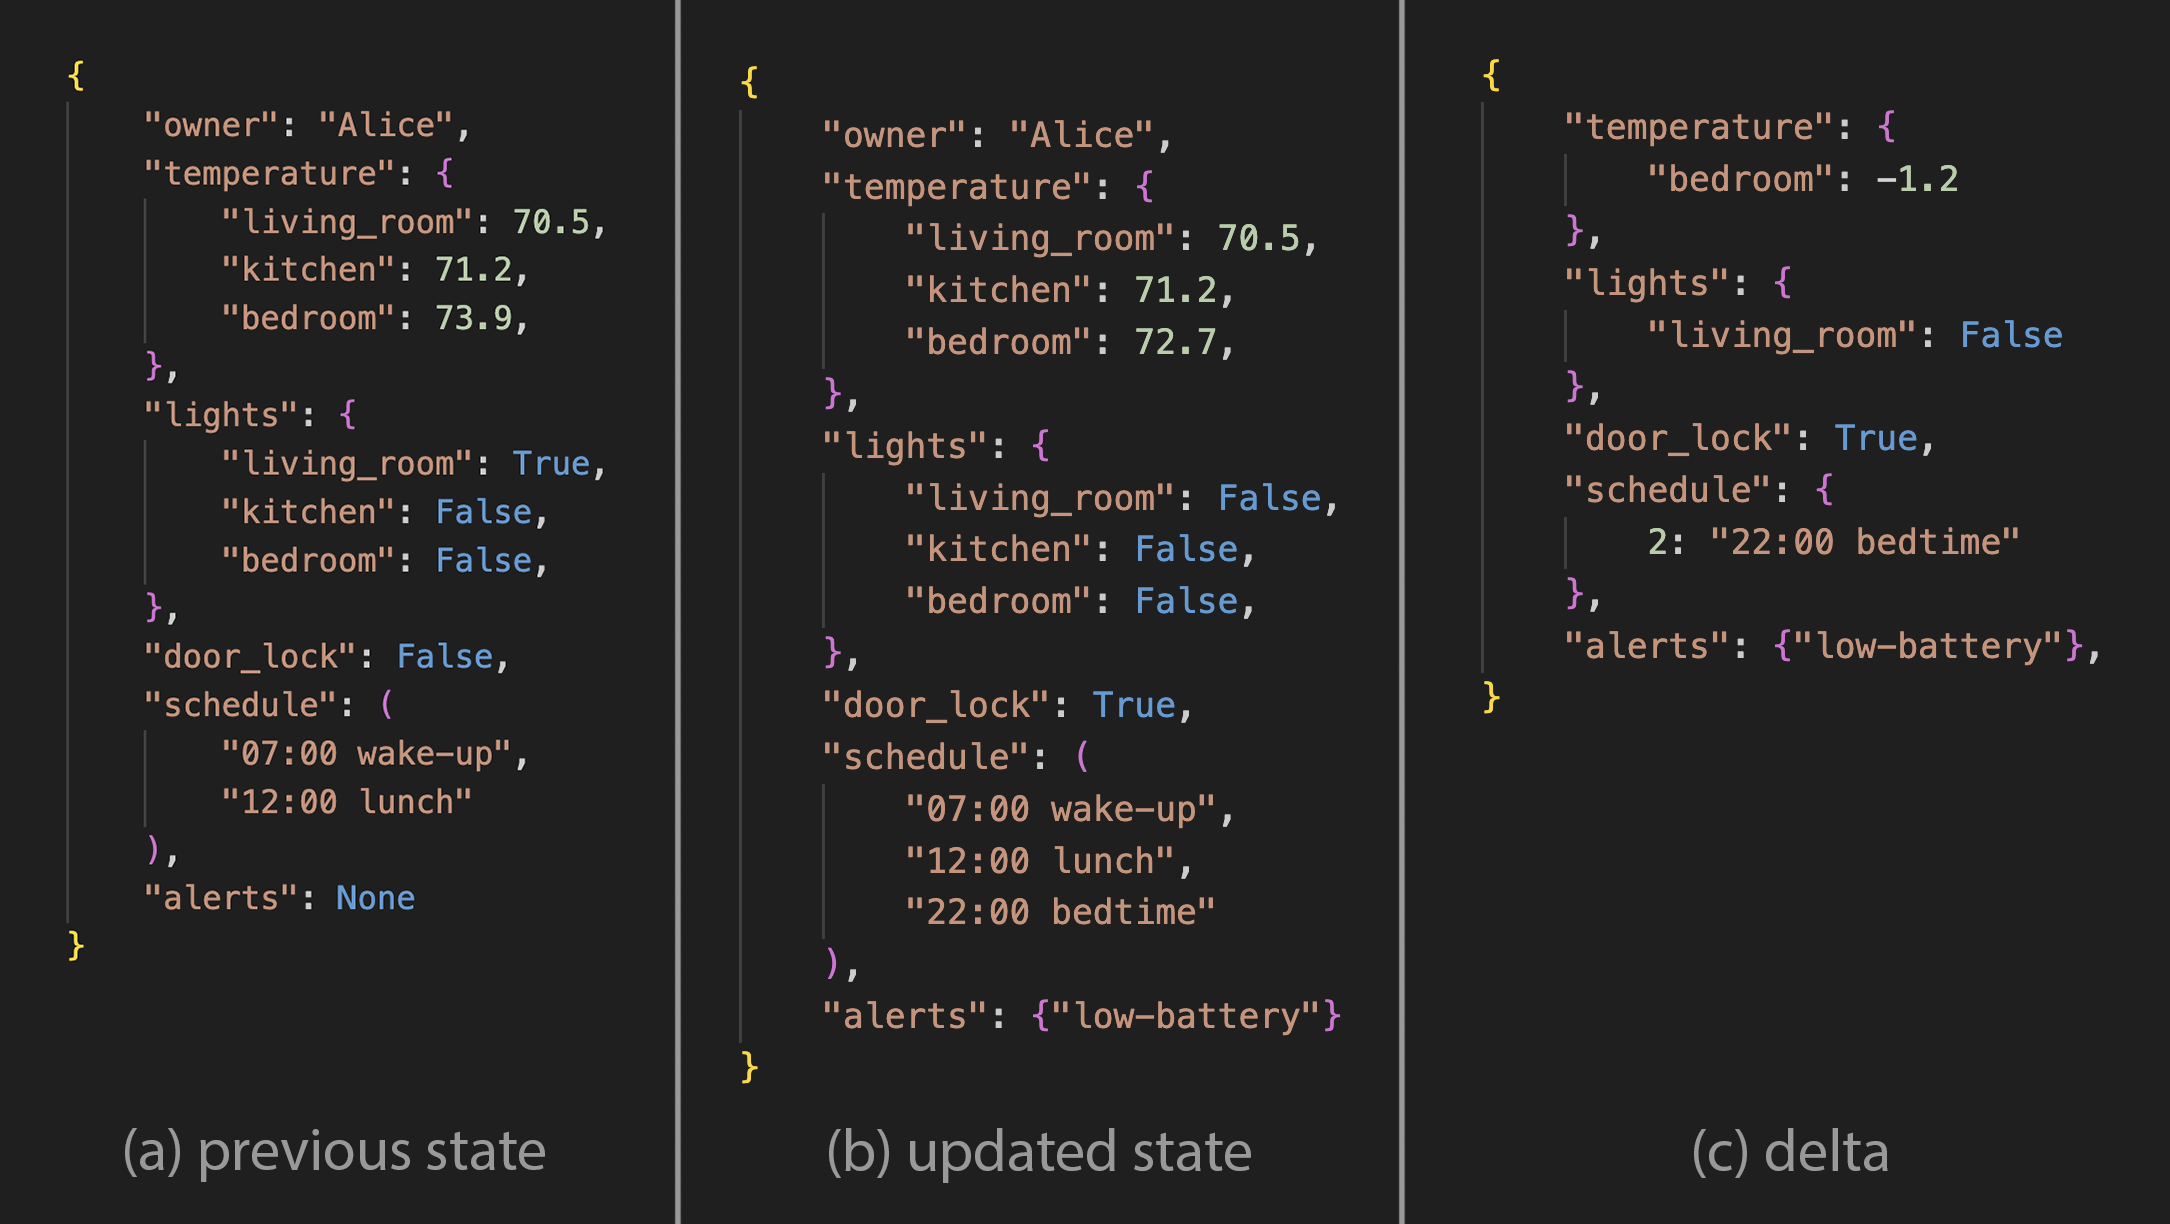 {
    "owner": "Alice",
    "temperature": {
        "living_room": 70.5,
        "kitchen": 71.2,
        "bedroom": 73.9,
    },
    "lights": {
        "living_room": True,
        "kitchen": False,
        "bedroom": False,
    },
    "door_lock": False,
    "schedule": (
        "07:00 wake-up",
        "12:00 lunch"
    ),
    "alerts": None
}
(a) previous state
{
    "owner": "Alice",
    "temperature": {
        "living_room": 70.5,
        "kitchen": 71.2,
        "bedroom": 72.7,
    },
    "lights": {
        "living_room": False,
        "kitchen": False,
        "bedroom": False,
    },
    "door_lock": True,
    "schedule": (
        "07:00 wake-up",
        "12:00 lunch",
        "22:00 bedtime"
    ),
    "alerts": {"low-battery"}
}
(b) updated state
{
    "temperature": {
        "bedroom": -1.2
    },
    "lights": {
        "living_room": False
    },
    "door_lock": True,
    "schedule": {
        2: "22:00 bedtime"
    },
    "alerts": {"low-battery"},
}
(c) delta